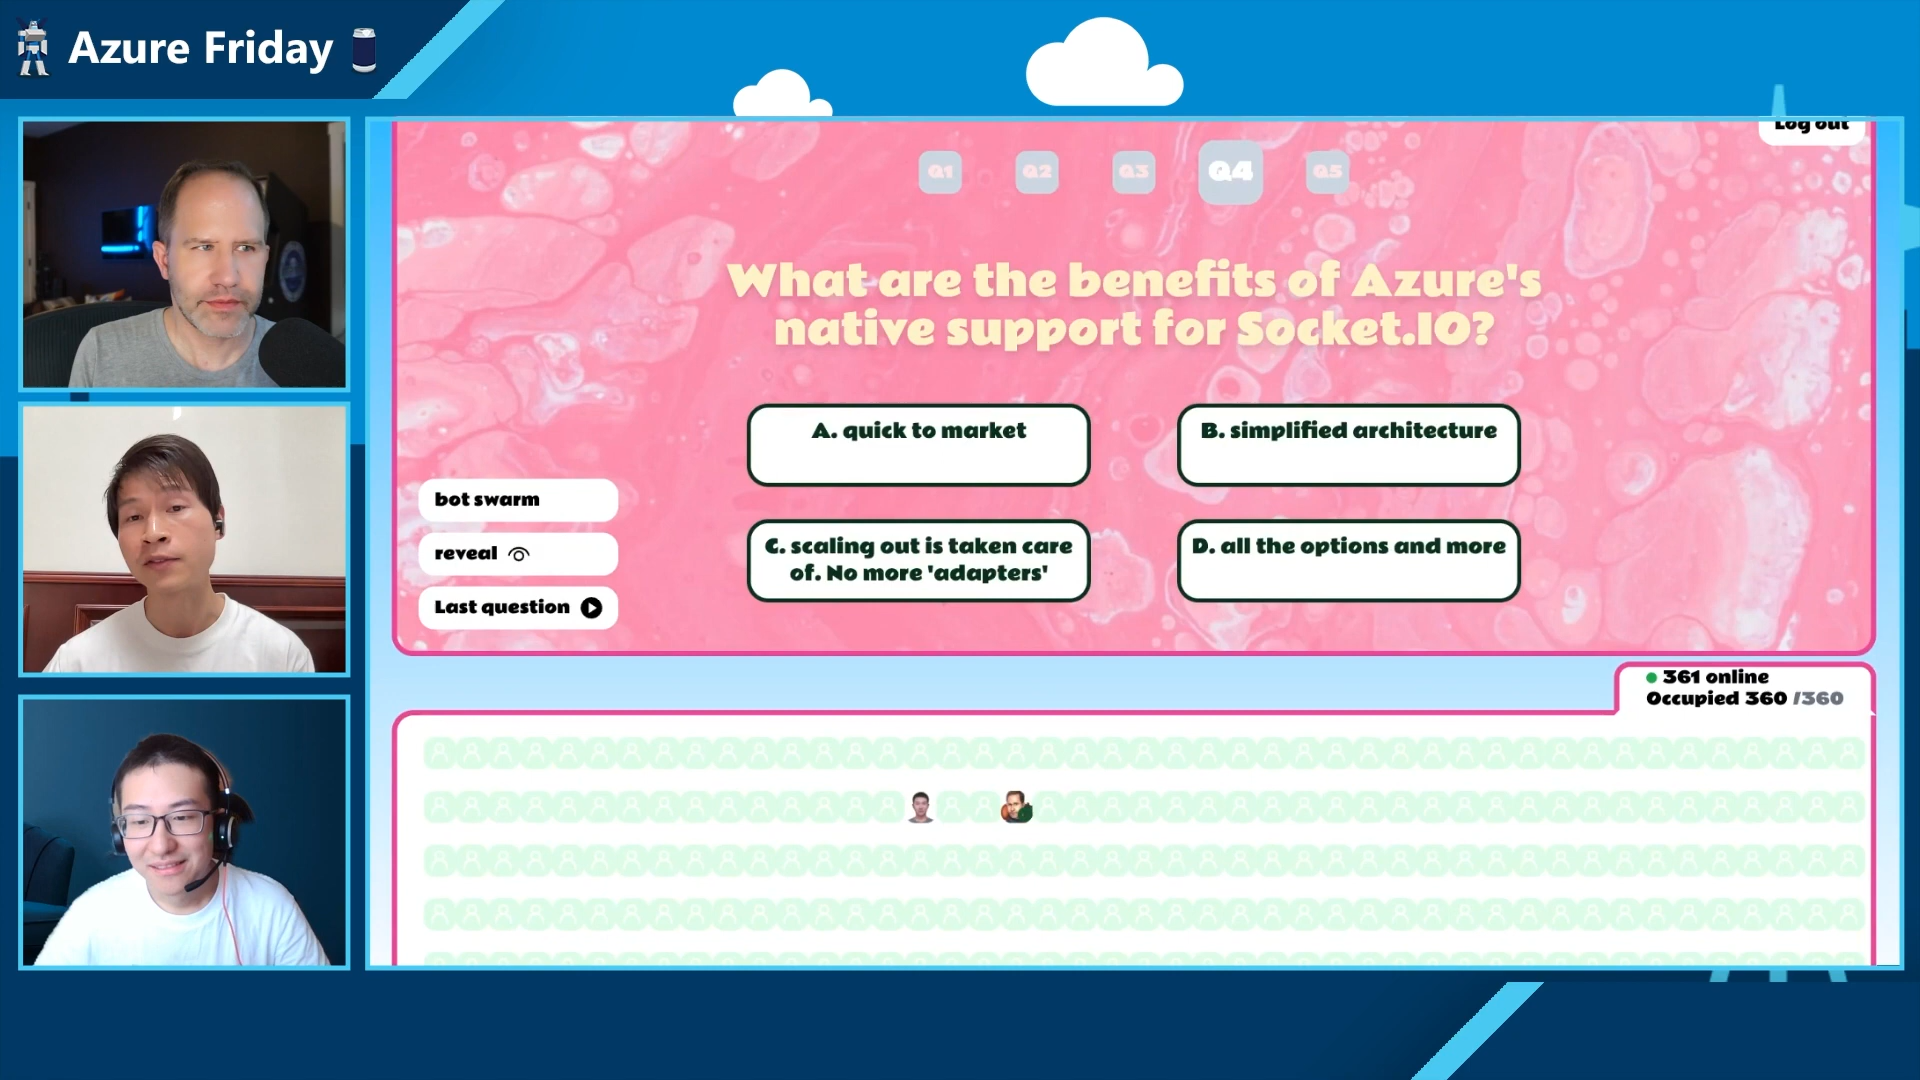 Azure Friday
Log out
Q1 Q2 Q3 Q4 Q5
What are the benefits of Azure's
native support for Socket.IO?
A. quick to market
B. simplified architecture
C. scaling out is taken care
of. No more 'adapters'
D. all the options and more
bot swarm
reveal
Last question
361 online
Occupied 360 /360